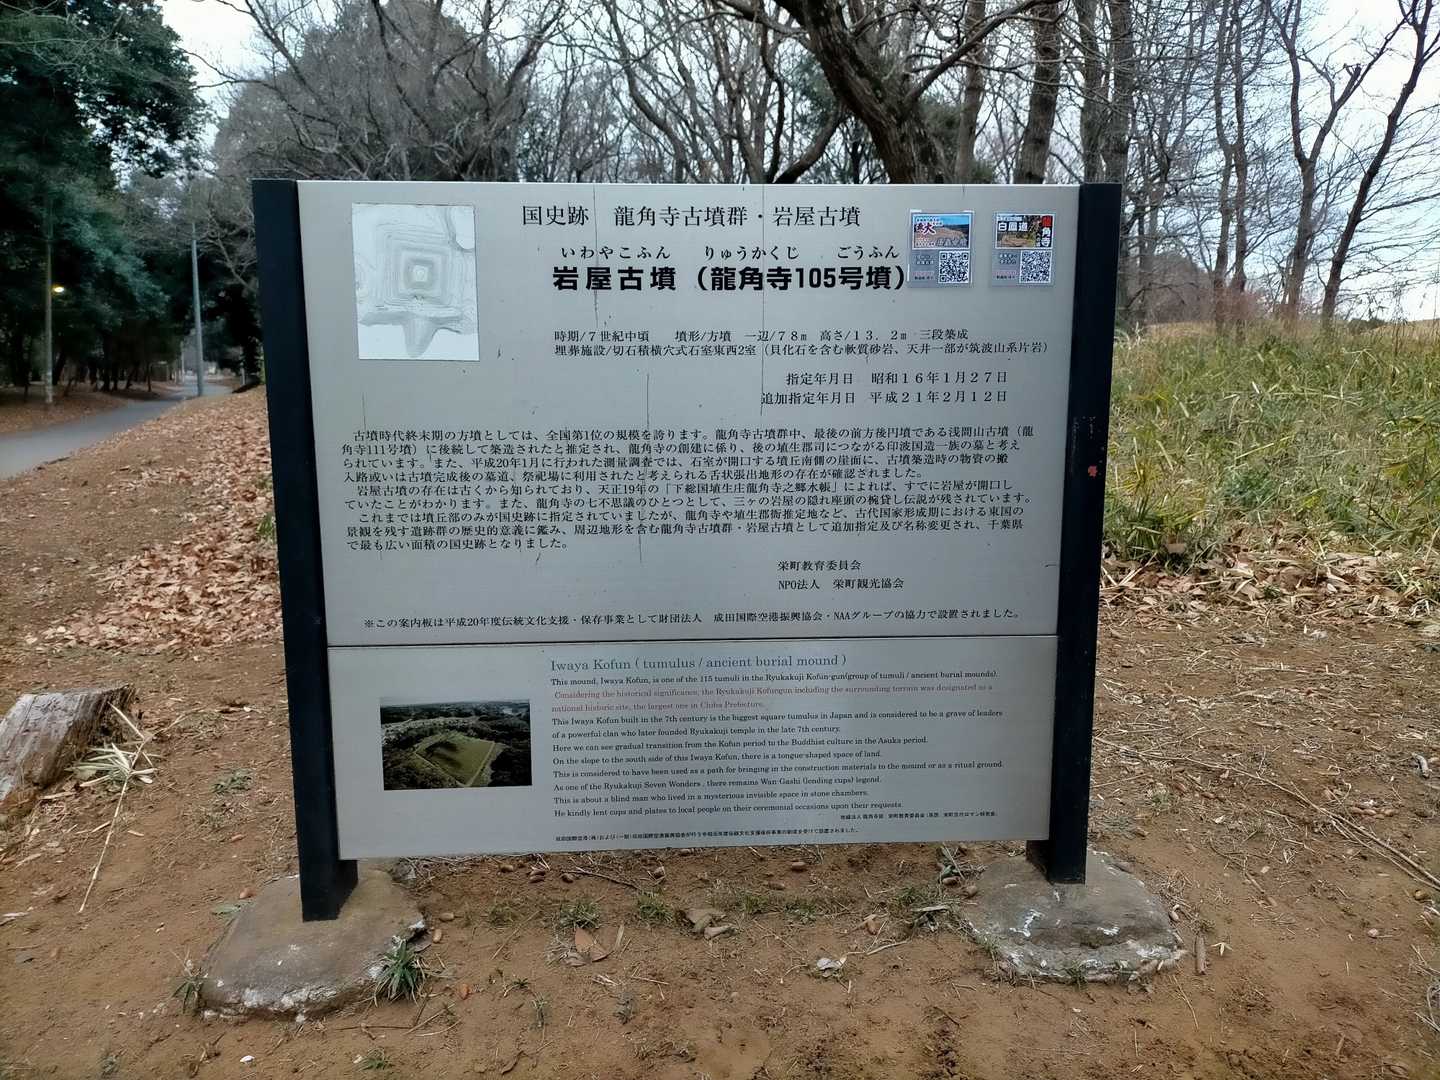 国史跡　龍角寺古墳群・岩屋古墳
いわやこふん　りゅうかくじ　ごうふん
岩屋古墳（龍角寺105号墳）
時期/７世紀中頃　墳形/方墳　一辺/７８ｍ　高さ/１３．２ｍ　三段築成
埋葬施設/切石積横穴式石室東西2室（貝化石を含む軟質砂岩、天井一部が筑波山系片岩）
指定年月日　昭和１６年１月２７日
追加指定年月日　平成２１年２月１２日
古墳時代終末期の方墳としては、全国第1位の規模を誇ります。龍角寺古墳群中、最後の前方後円墳である浅間山古墳（龍
角寺111号墳）に後続して築造されたと推定され、龍角寺の創建に係り、後の埴生郡司につながる印波国造一族の墓と考え
られています。また、平成20年1月に行われた測量調査では、石室が開口する墳丘南側の崖面に、古墳築造時の物資の搬
入路或いは古墳完成後の墓道、祭祀場に利用されたと考えられる舌状張出地形の存在が確認されました。
岩屋古墳の存在は古くから知られており、天正19年の「下総国埴生庄龍角寺之郷水帳」によれば、すでに岩屋が開口し
ていたことがわかります。また、龍角寺の七不思議のひとつとして、三ヶの岩屋の隠れ座頭の椀貸し伝説が残されています。
これまでは墳丘部のみが国史跡に指定されていましたが、龍角寺や埴生郡衙推定地など、古代国家形成期における東国の
景観を残す遺跡群の歴史的意義に鑑み、周辺地形を含む龍角寺古墳群・岩屋古墳として追加指定及び名称変更され、千葉県
で最も広い面積の国史跡となりました。
栄町教育委員会
NPO法人　栄町観光協会
※この案内板は平成20年度伝統文化支援・保存事業として財団法人　成田国際空港振興協会・NAAグループの協力で設置されました。
Iwaya Kofun ( tumulus / ancient burial mound )
This mound, Iwaya Kofun, is one of the 115 tumuli in the Ryukakuji Kofun-gun(group of tumuli / ancient burial mounds).
Considering the historical significance, the Ryukakuji Kofungun including the surrounding terrain was designated as a
national historic site, the largest one in Chiba Prefecture.
This Iwaya Kofun built in the 7th century is the biggest square tumulus in Japan and is considered to be a grave of leaders
of a powerful clan who later founded Ryukakuji temple in the late 7th century.
Here we can see gradual transition from the Kofun period to the Buddhist culture in the Asuka period.
On the slope to the south side of this Iwaya Kofun, there is a tongue-shaped space of land.
This is considered to have been used as a path for bringing in the construction materials to the mound or as a ritual ground.
As one of the Ryukakuji Seven Wonders , there remains Wan-Gashi (lending cups) legend.
This is about a blind man who lived in a mysterious invisible space in stone chambers.
He kindly lent cups and plates to local people on their ceremonial occasions upon their requests.